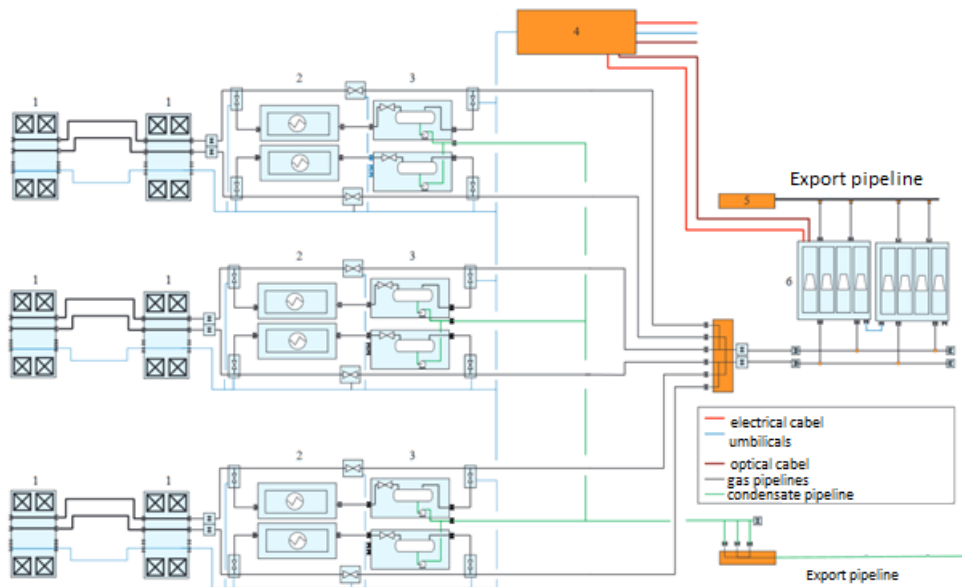 4
2
3
1
1
Export pipeline
5
6
2
3
1
1
electrical cabel
umbilicals
optical cabel
gas pipelines
condensate pipeline
2
3
1
1
Export pipeline